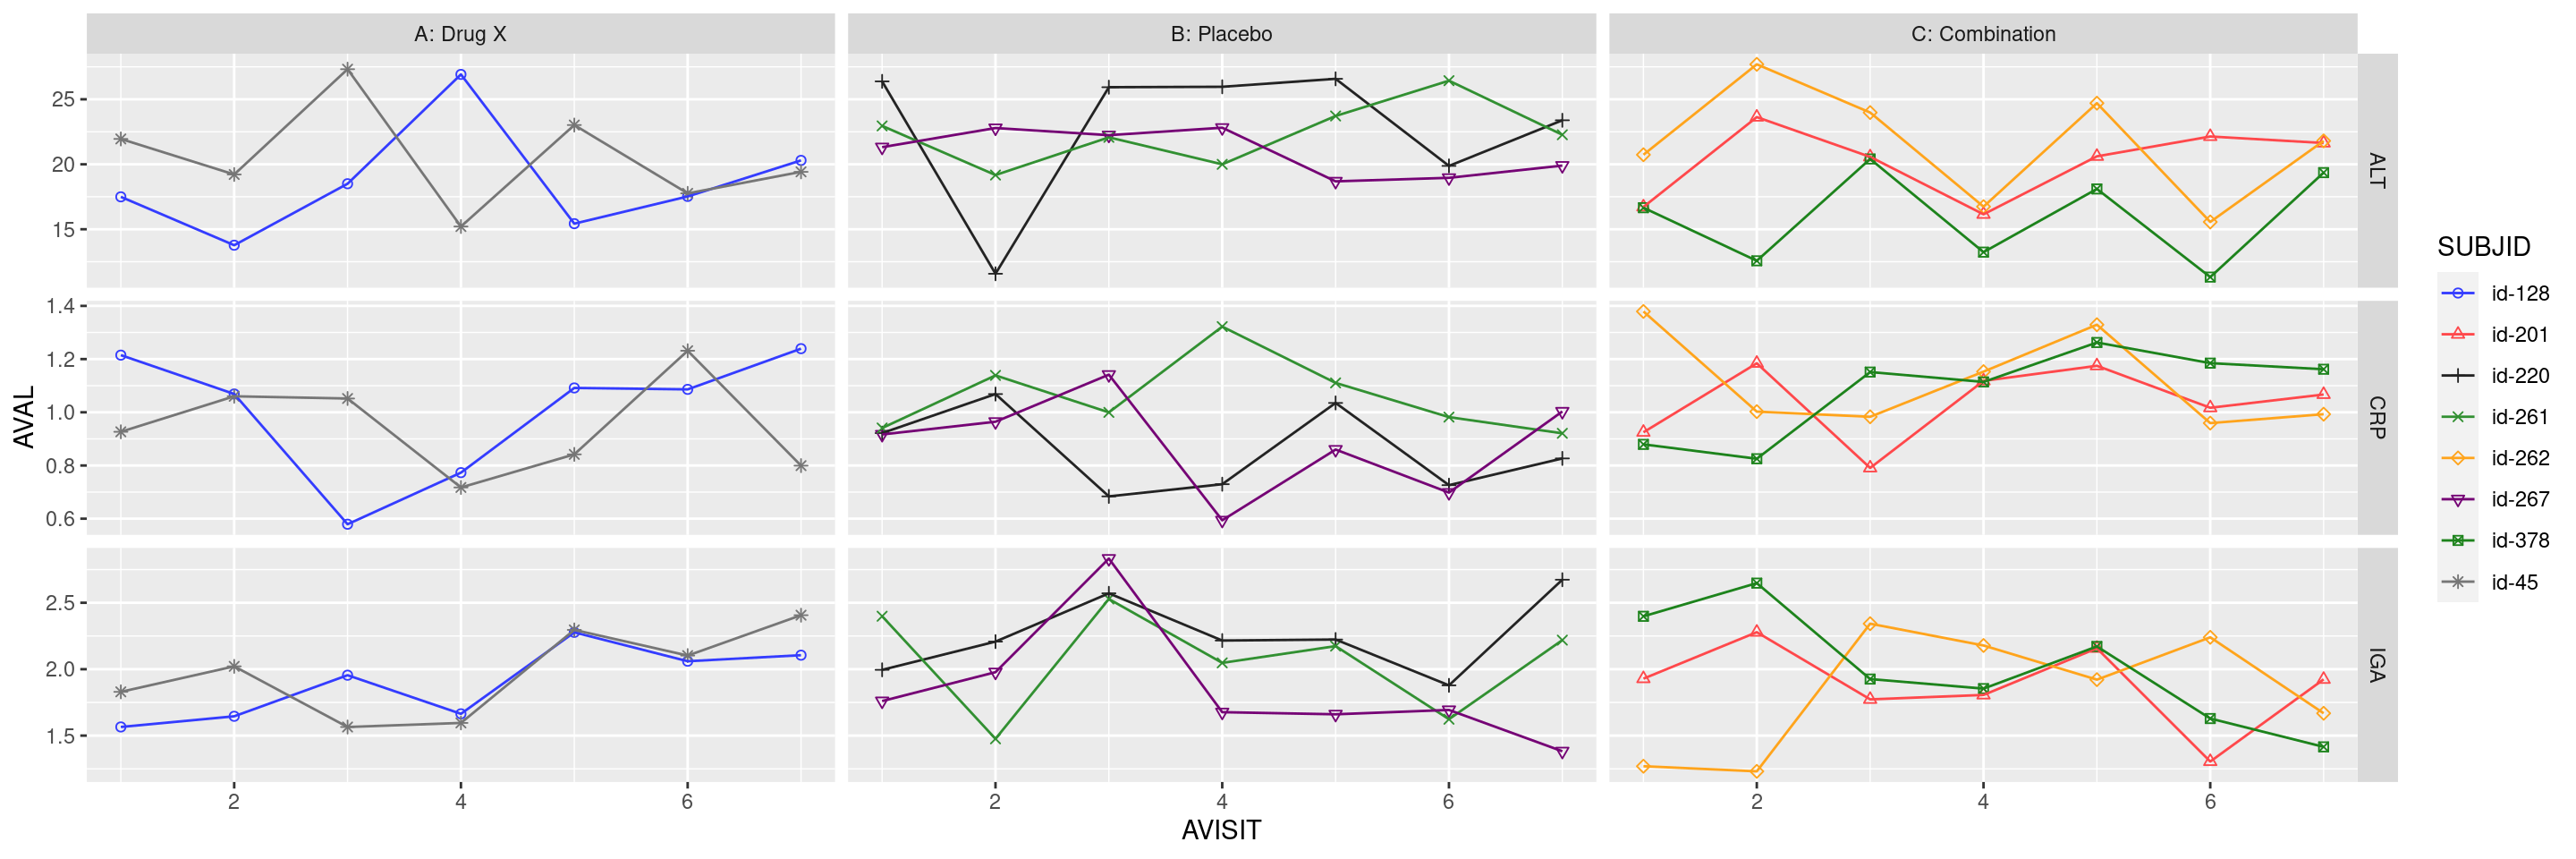 A: Drug X
B: Placebo
C: Combination
25
20
15
ALT
1.4
1.2
1.0
0.8
0.6
CRP
2.5
2.0
1.5
IGA
AVAL
2 4 6
2 4 6
2 4 6
AVISIT
SUBJID
id-128
id-201
id-220
id-261
id-262
id-267
id-378
id-45